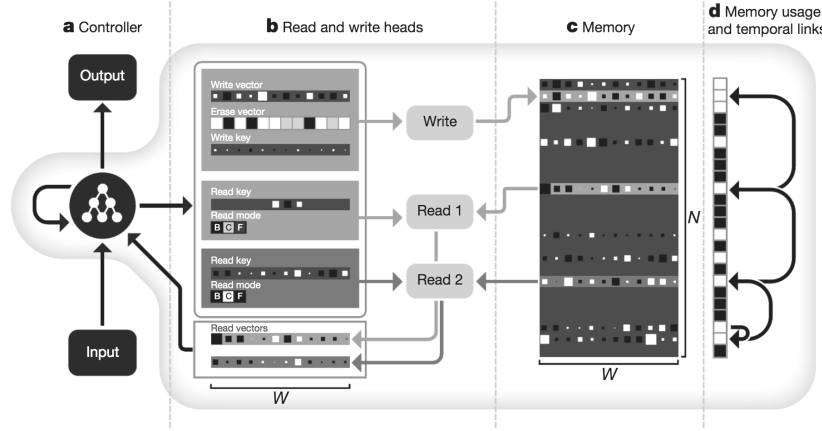 a Controller
b Read and write heads
c Memory
d Memory usage
and temporal links
Output
Input
Write vector
Erase vector
Write key
Read key
Read mode
B C F
Read key
Read mode
B C F
Read vectors
W
Write
Read 1
Read 2
N
W